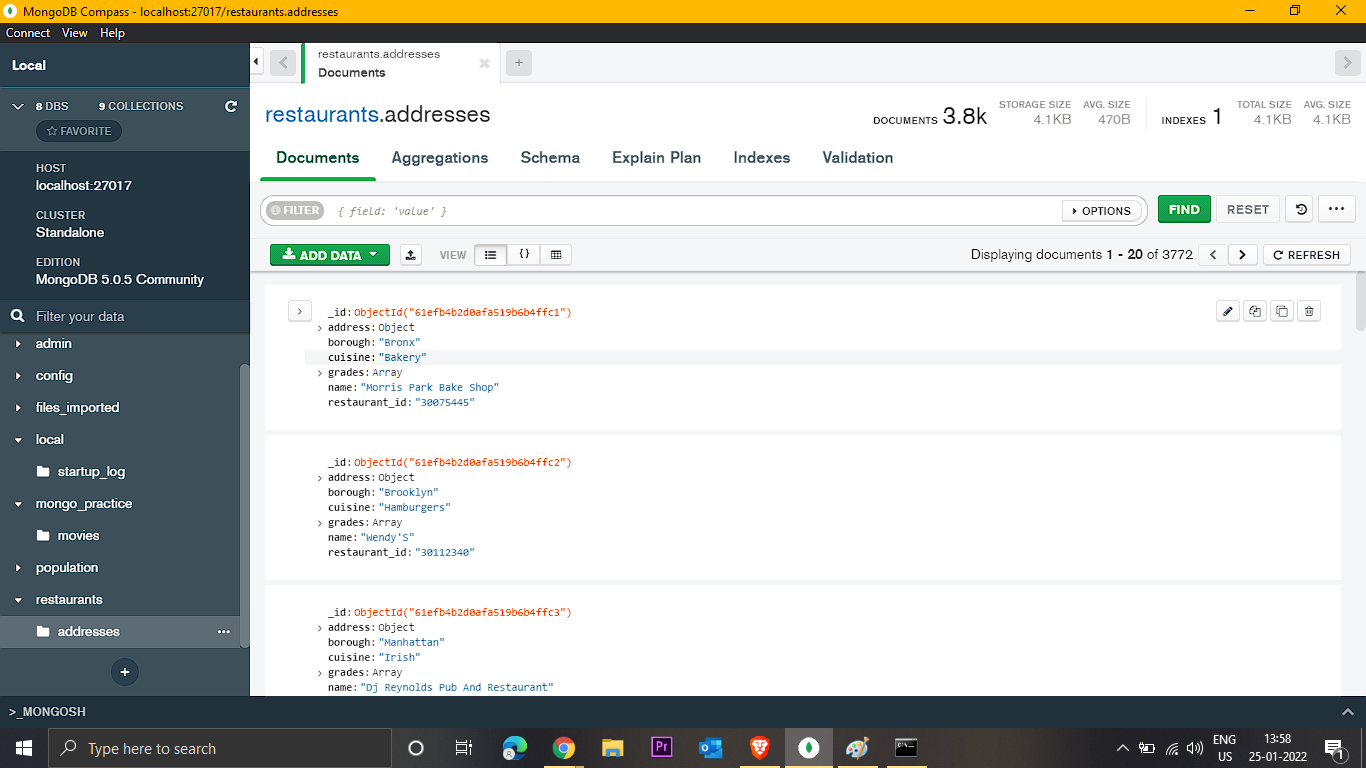 MongoDB Compass - localhost:27017/restaurants.addresses
Connect View Help
Local
8 DBS 9 COLLECTIONS
FAVORITE
HOST
localhost:27017
CLUSTER
Standalone
EDITION
MongoDB 5.0.5 Community
Filter your data
admin
config
files_imported
local
startup_log
mongo_practice
movies
population
restaurants
addresses
restaurants.addresses
Documents
restaurants.addresses
DOCUMENTS 3.8k
STORAGE SIZE
4.1KB
AVG. SIZE
470B
INDEXES 1
TOTAL SIZE
4.1KB
AVG. SIZE
4.1KB
Documents Aggregations Schema Explain Plan Indexes Validation
FILTER { field: 'value' } OPTIONS FIND RESET
ADD DATA VIEW {} Displaying documents 1 - 20 of 3772 REFRESH
_id: ObjectId("61efb4b2d0afa519b6b4ffc1")
address: Object
borough: "Bronx"
cuisine: "Bakery"
grades: Array
name: "Morris Park Bake Shop"
restaurant_id: "30075445"
_id: ObjectId("61efb4b2d0afa519b6b4ffc2")
address: Object
borough: "Brooklyn"
cuisine: "Hamburgers"
grades: Array
name: "Wendy'S"
restaurant_id: "30112340"
_id: ObjectId("61efb4b2d0afa519b6b4ffc3")
address: Object
borough: "Manhattan"
cuisine: "Irish"
grades: Array
name: "Dj Reynolds Pub And Restaurant"
>_MONGOSH
Type here to search
Pr
ENG
US
13:58
25-01-2022
1